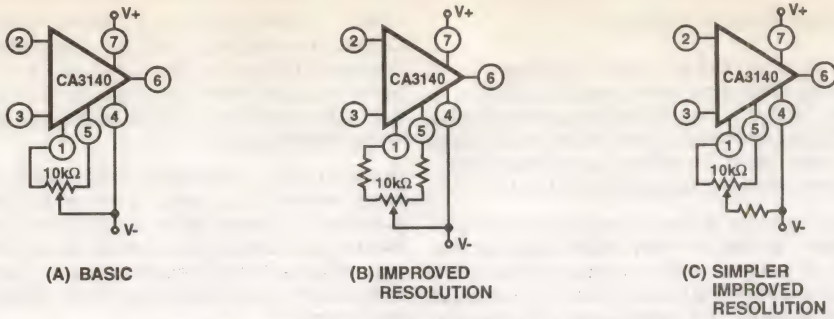 V+
2
7
CA3140
6
3
4
5
1
10kΩ
V-
(A) BASIC
V+
2
7
CA3140
6
3
4
5
1
10kΩ
V-
(B) IMPROVED
RESOLUTION
V+
2
7
CA3140
6
3
4
5
1
10kΩ
V-
(C) SIMPLER
IMPROVED
RESOLUTION